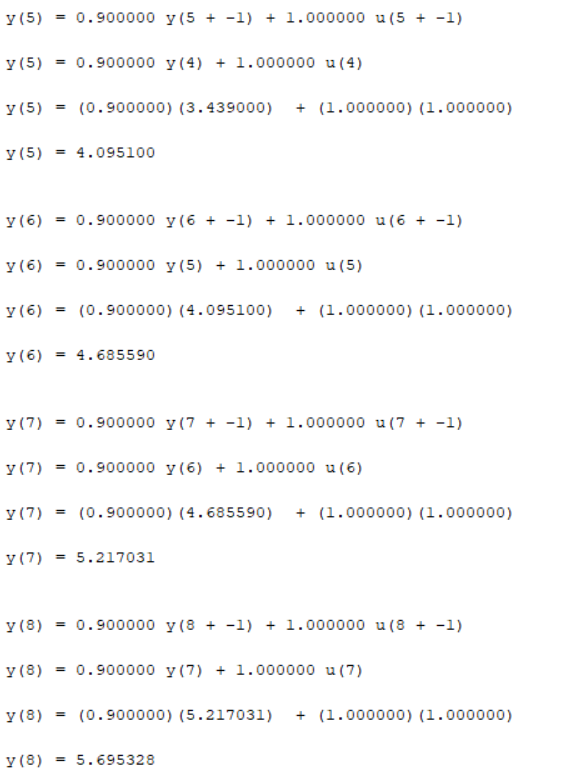 y(5) = 0.900000 y(5 + -1) + 1.000000 u(5 + -1)
y(5) = 0.900000 y(4) + 1.000000 u(4)
y(5) = (0.900000)(3.439000)  + (1.000000)(1.000000)
y(5) = 4.095100
y(6) = 0.900000 y(6 + -1) + 1.000000 u(6 + -1)
y(6) = 0.900000 y(5) + 1.000000 u(5)
y(6) = (0.900000)(4.095100)  + (1.000000)(1.000000)
y(6) = 4.685590
y(7) = 0.900000 y(7 + -1) + 1.000000 u(7 + -1)
y(7) = 0.900000 y(6) + 1.000000 u(6)
y(7) = (0.900000)(4.685590)  + (1.000000)(1.000000)
y(7) = 5.217031
y(8) = 0.900000 y(8 + -1) + 1.000000 u(8 + -1)
y(8) = 0.900000 y(7) + 1.000000 u(7)
y(8) = (0.900000)(5.217031)  + (1.000000)(1.000000)
y(8) = 5.695328